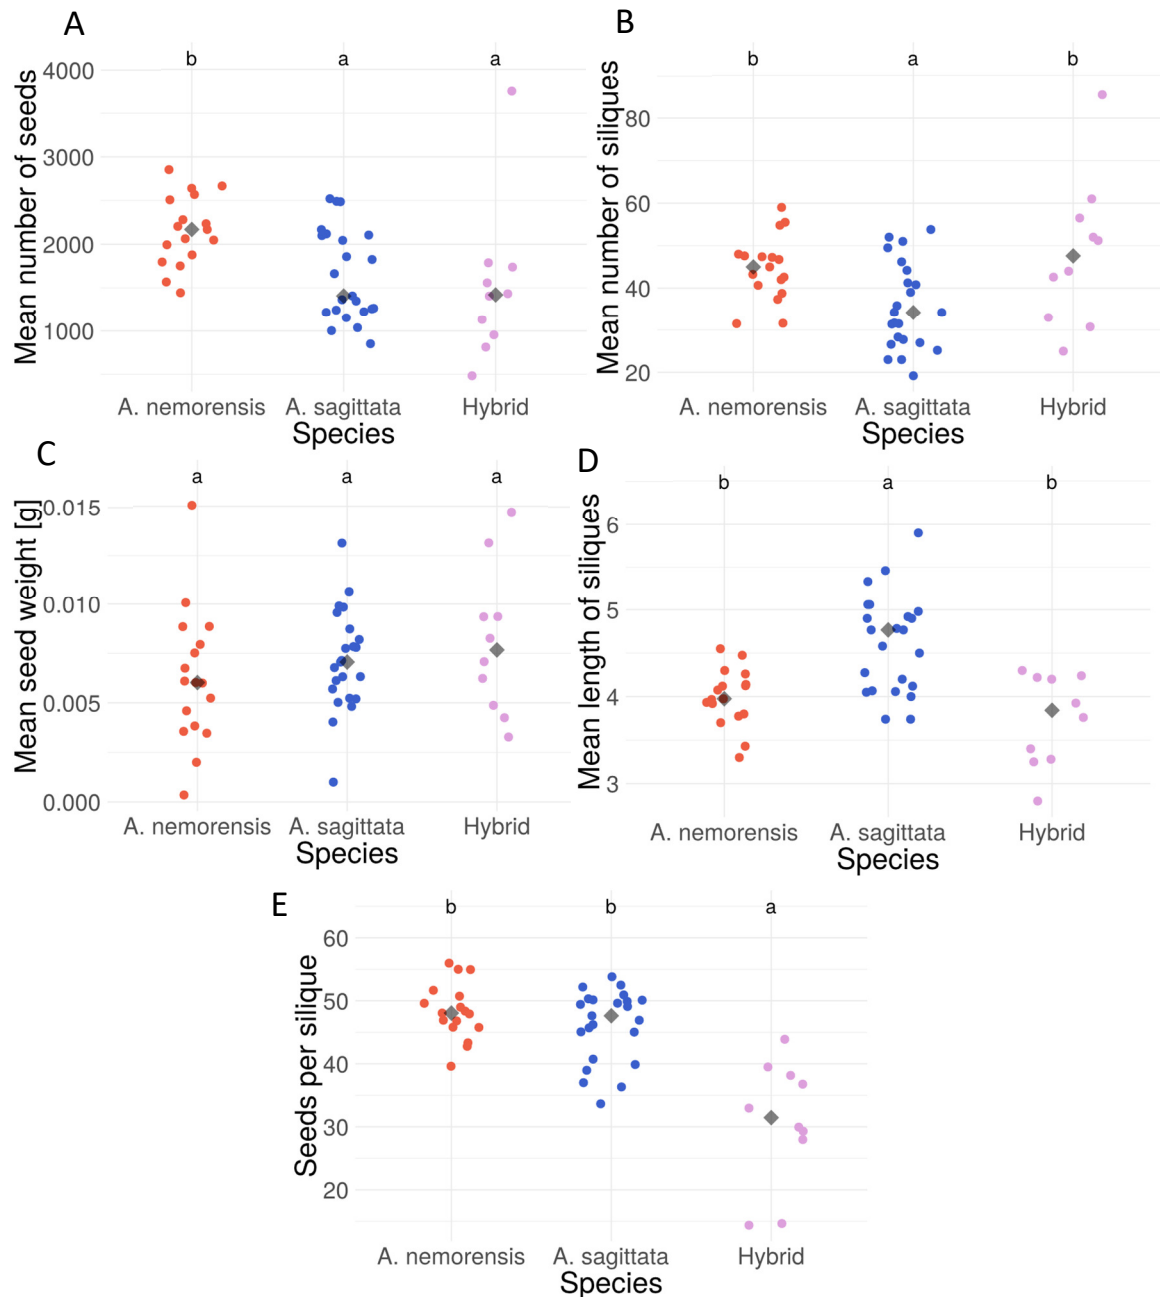 A
b a a
Mean number of seeds
4000
3000
2000
1000
A. nemorensis A. sagittata Hybrid
Species
B
b a b
Mean number of siliques
80
60
40
20
A. nemorensis A. sagittata Hybrid
Species
C
a a a
Mean seed weight [g]
0.015
0.010
0.005
0.000
A. nemorensis A. sagittata Hybrid
Species
D
b a b
Mean length of siliques
6
5
4
3
A. nemorensis A. sagittata Hybrid
Species
E
b b a
Seeds per silique
60
50
40
30
20
A. nemorensis A. sagittata Hybrid
Species